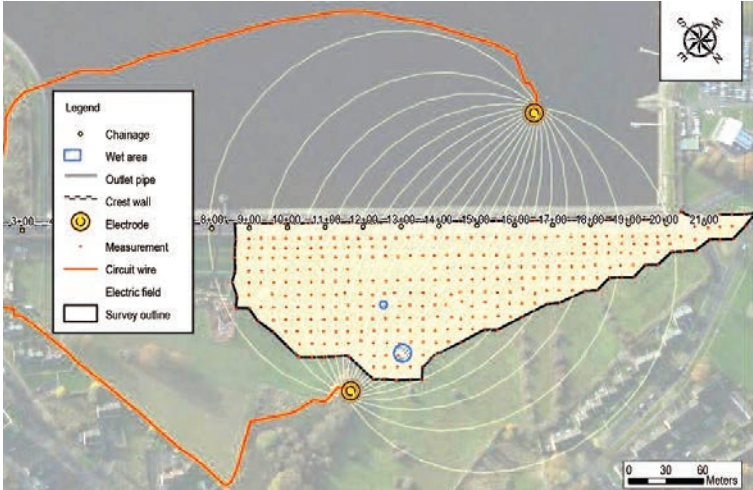 S
W
E
N
Legend
Chainage
Wet area
Outlet pipe
Crest wall
Electrode
Measurement
Circuit wire
Electric field
Survey outline
3+00
8+00 9+00 10+00 11+00 12+00 13+00 14+00 15+00 16+00 17+00 18+00 19+00 20+00 21+00
0 30 60
Meters